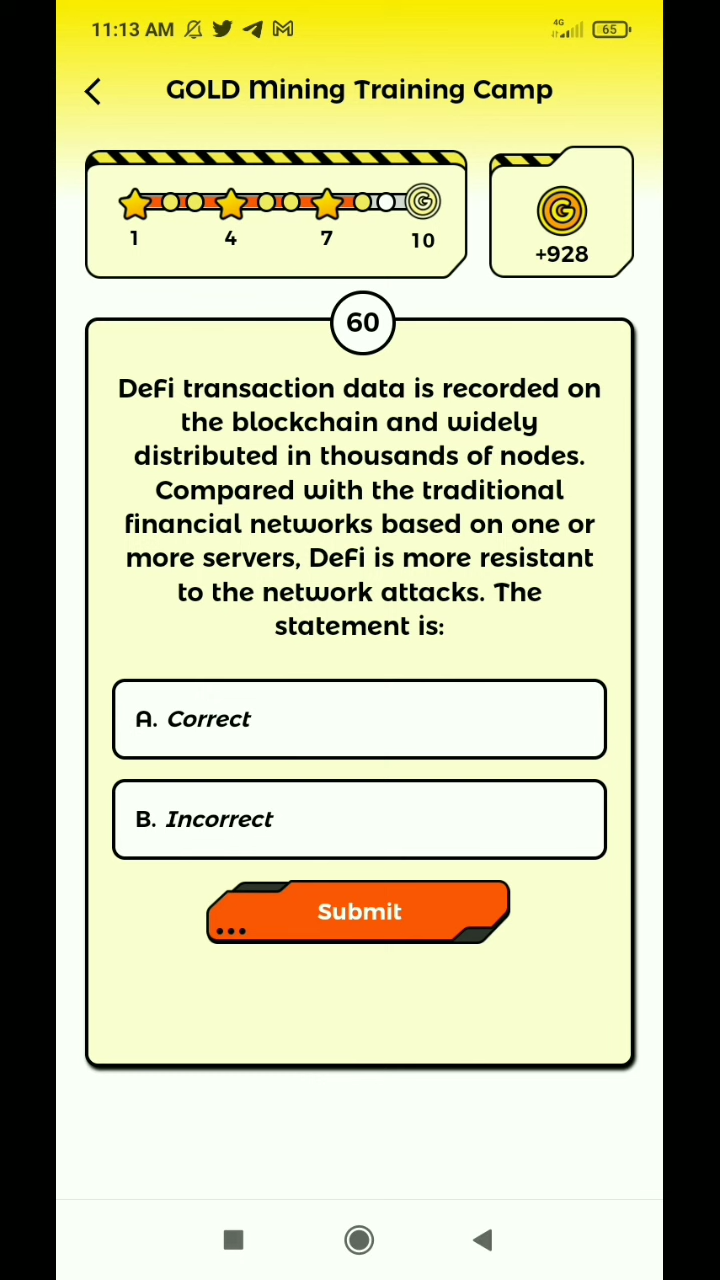 11:13 AM
4G
65
GOLD Mining Training Camp
1
4
7
10
G
G
+928
60
DeFi transaction data is recorded on
the blockchain and widely
distributed in thousands of nodes.
Compared with the traditional
financial networks based on one or
more servers, DeFi is more resistant
to the network attacks. The
statement is:
A. Correct
B. Incorrect
Submit